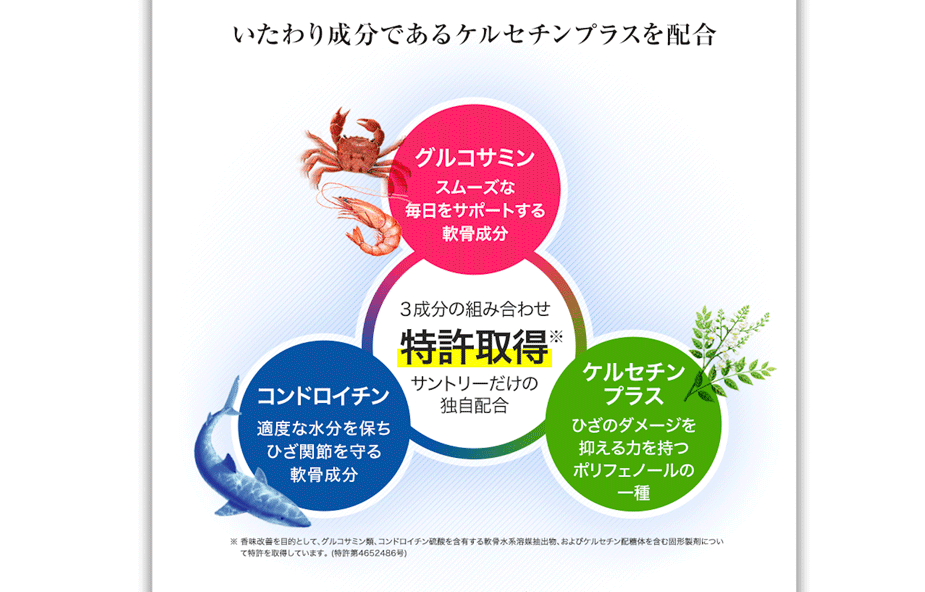 いたわり成分であるケルセチンプラスを配合
グルコサミン
スムーズな
毎日をサポートする
軟骨成分
3成分の組み合わせ
特許取得※
サントリーだけの
独自配合
コンドロイチン
適度な水分を保ち
ひざ関節を守る
軟骨成分
ケルセチン
プラス
ひざのダメージを
抑える力を持つ
ポリフェノールの
一種
※ 香味改善を目的として、グルコサミン類、コンドロイチン硫酸を含有する軟骨水系溶媒抽出物、およびケルセチン配糖体を含む固形製剤につい
て特許を取得しています。(特許第4652486号)